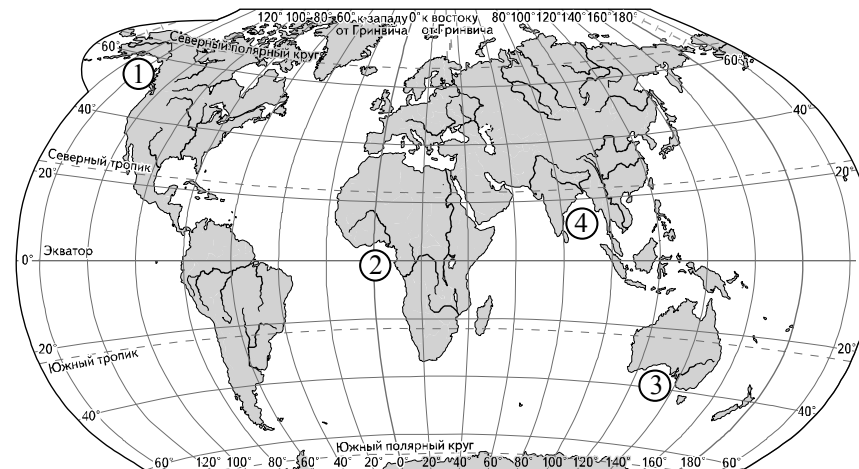 120° 100° 80° 60° к западу 0° к востоку 80° 100° 120° 140° 160° 180°
от Гринвича от Гринвича
60° Северный полярный круг 60°
1
40° 40°
Северный тропик
20° 20°
4
Экватор
0° 2
20° 20°
Южный тропик
3
40° 40°
Южный полярный круг
60° 120° 100° 80° 60° 40° 20° 0° 20° 40° 60° 80° 100° 120° 140° 160° 180° 60°